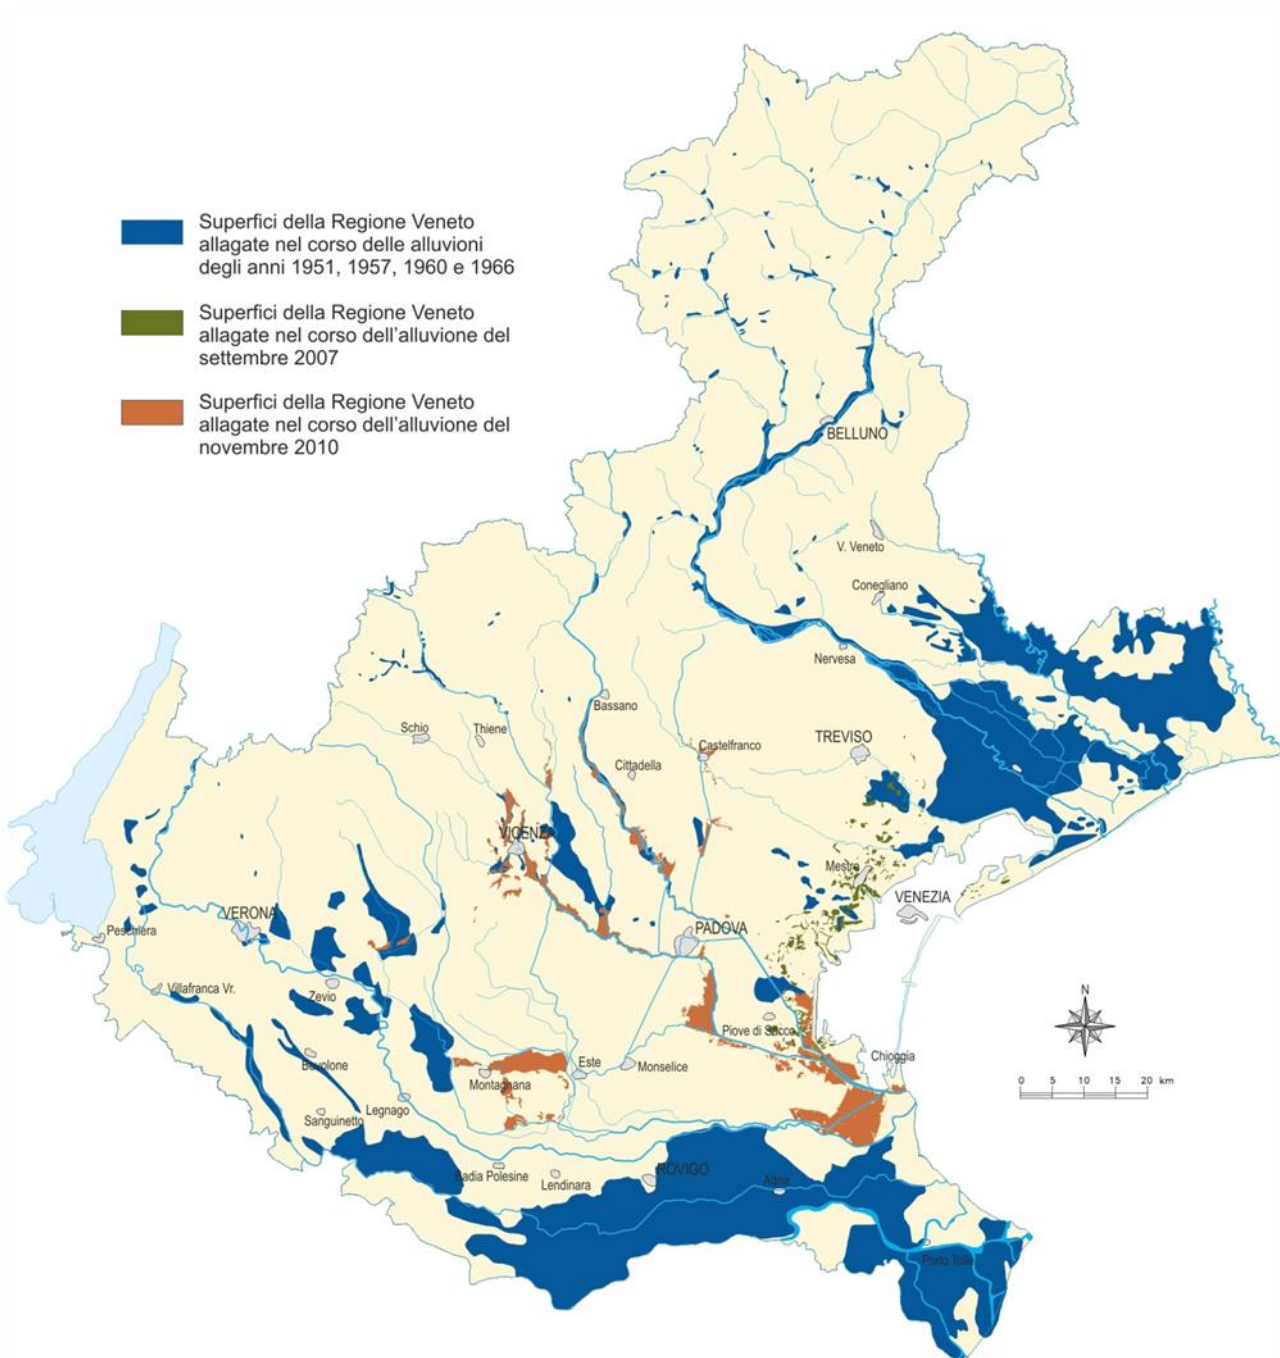 Superfici della Regione Veneto
allagate nel corso delle alluvioni
degli anni 1951, 1957, 1960 e 1966
Superfici della Regione Veneto
allagate nel corso dell'alluvione del
settembre 2007
Superfici della Regione Veneto
allagate nel corso dell'alluvione del
novembre 2010
BELLUNO
V. Veneto
Conegliano
Nervesa
Bassano
Schio
Thiene
Castelfranco
TREVISO
Cittadella
VICENZA
Mestre
VENEZIA
VERONA
PADOVA
Peschiera
Villafranca Vr.
Zevio
Piove di Sacco
N
Chioggia
Bovolone
Montagnana
Este
Monselice
0 5 10 15 20 km
Legnago
Sanguinetto
Badia Polesine
Lendinara
ROVIGO
Adria
Porto Tolle